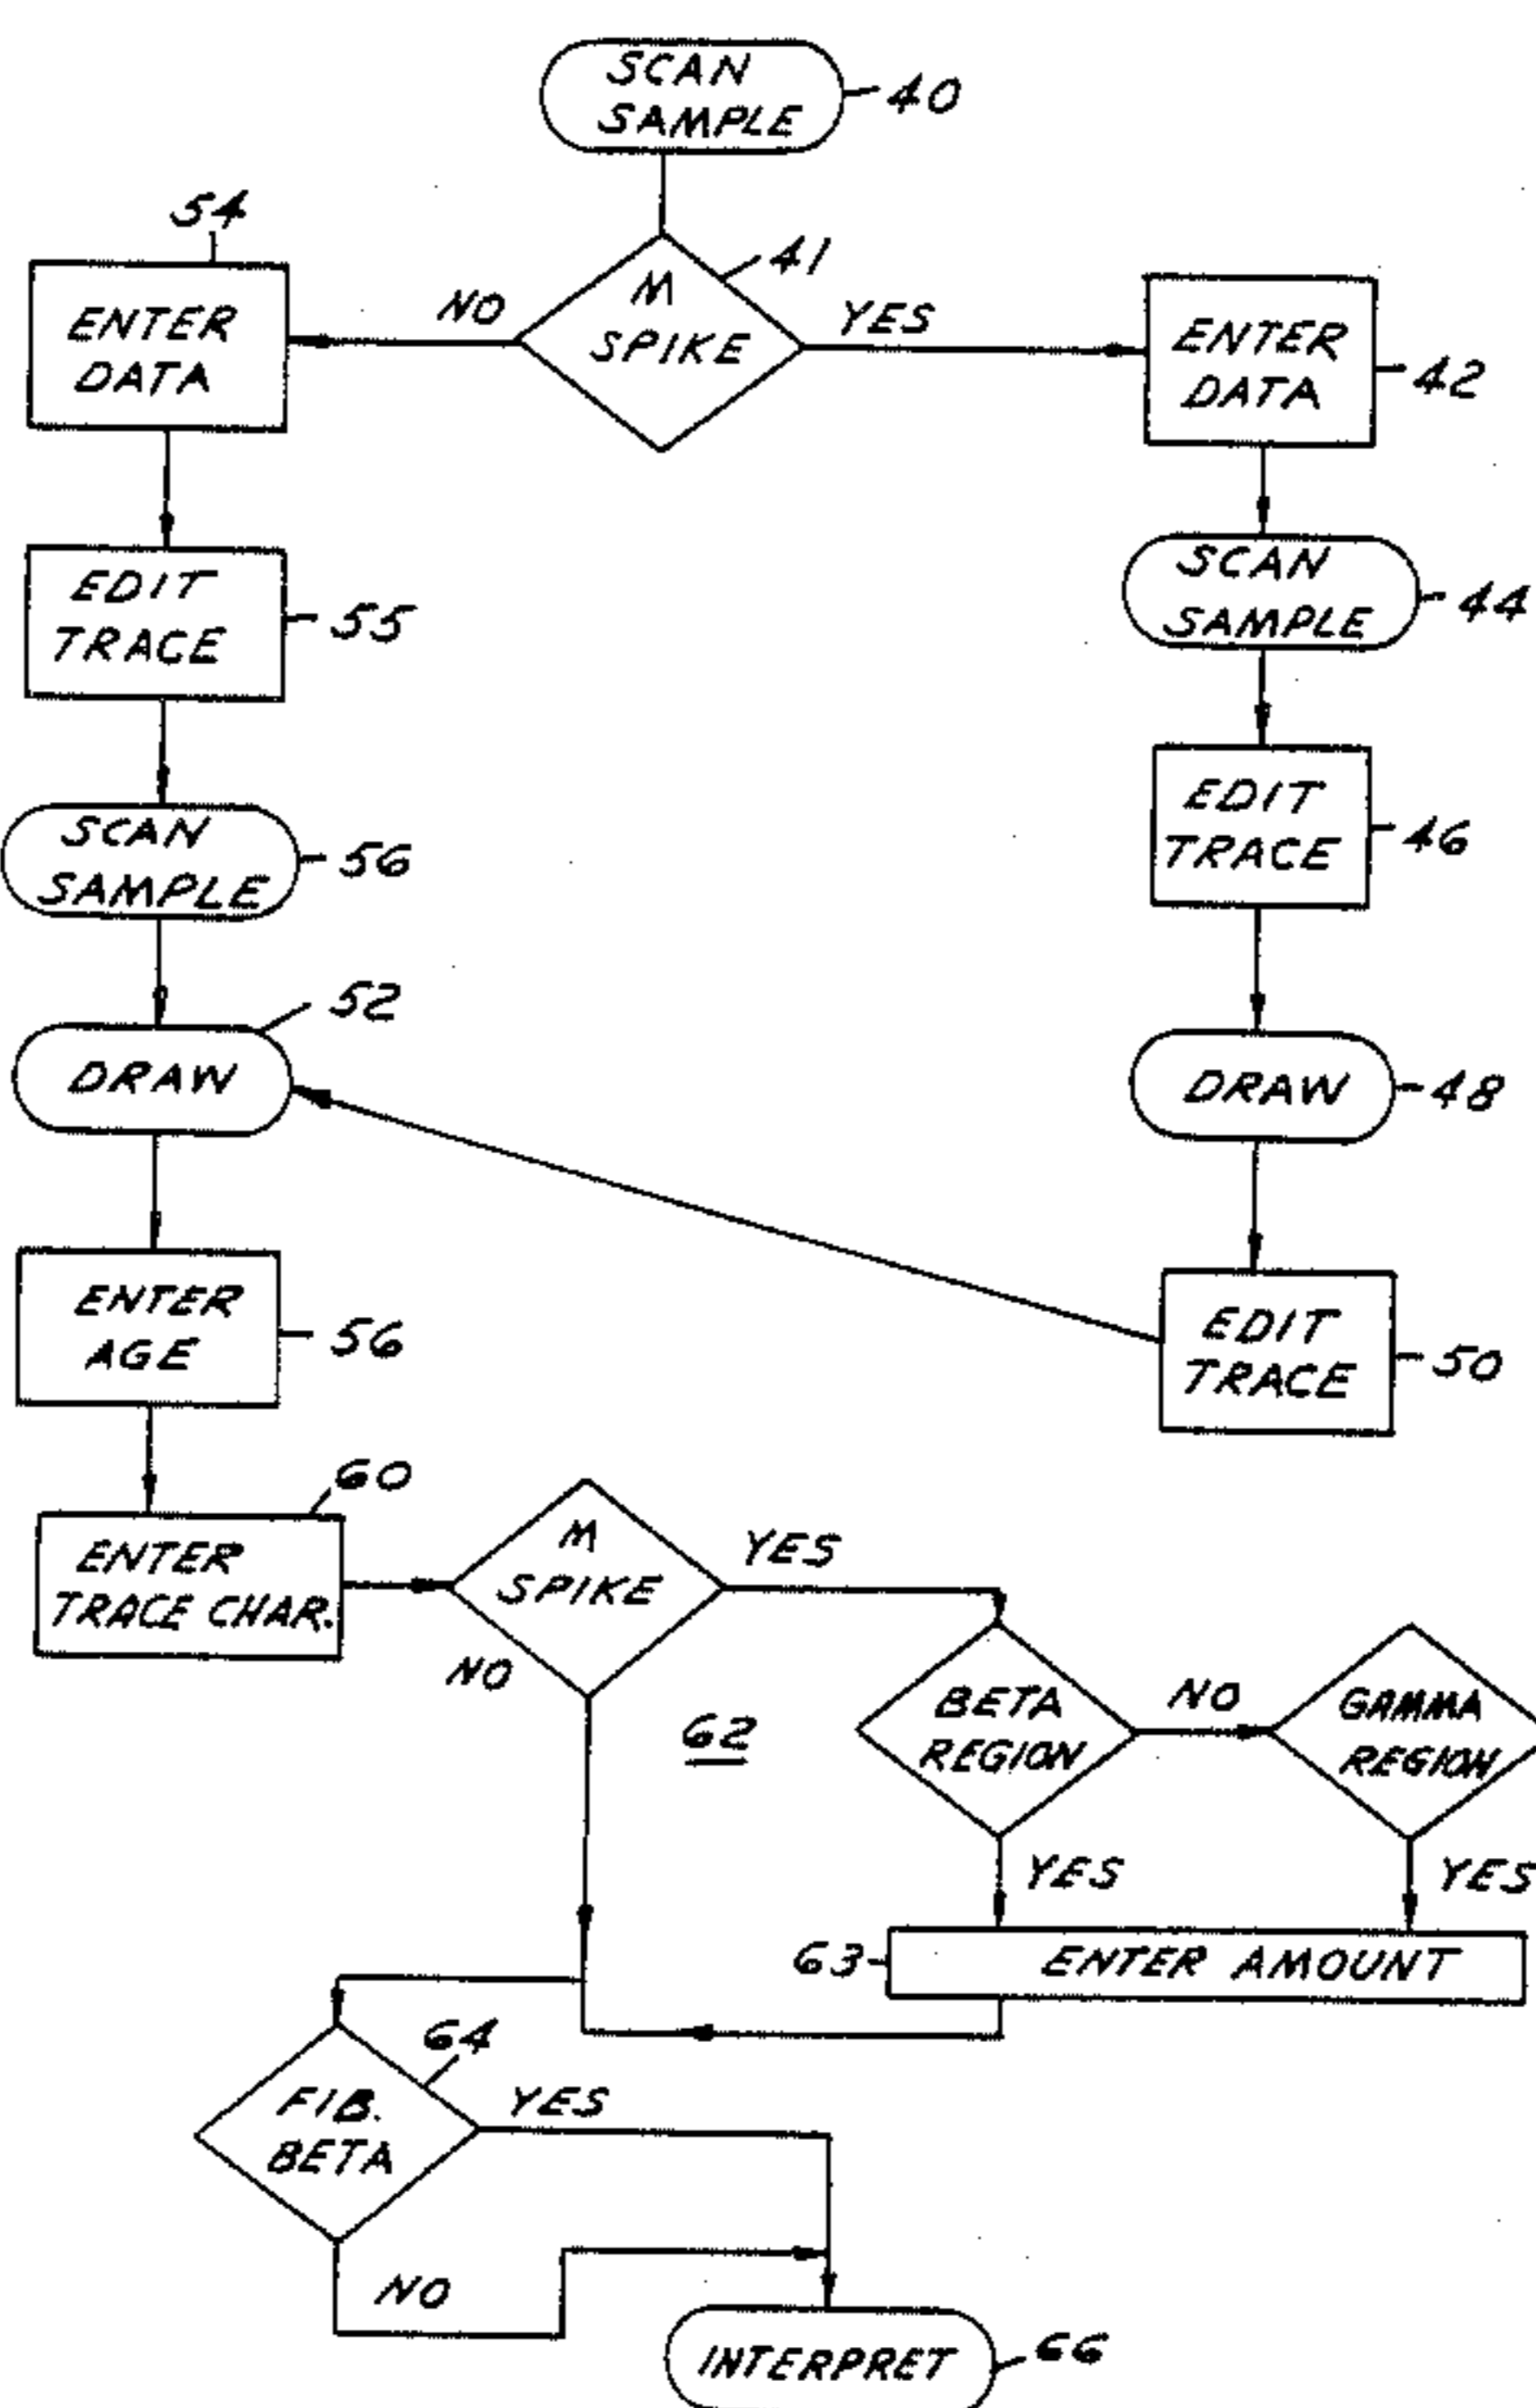 SCAN
SAMPLE
40
54
41
M
SPIKE
NO
YES
ENTER
DATA
ENTER
DATA
42
EDIT
TRACE
55
SCAN
SAMPLE
44
SCAN
SAMPLE
56
EDIT
TRACE
46
52
DRAW
DRAW
48
ENTER
AGE
56
EDIT
TRACE
50
60
ENTER
TRACE CHAR.
M
SPIKE
YES
NO
62
BETA
REGION
NO
GAMMA
REGION
YES
YES
63
ENTER AMOUNT
64
FIB.
BETA
YES
NO
INTERPRET
66